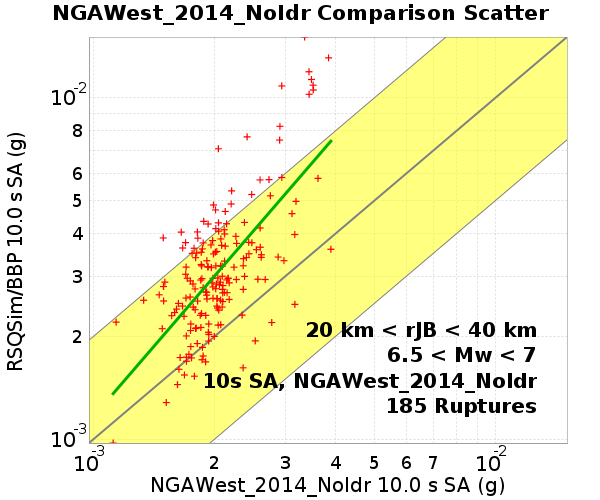 NGAWest_2014_NoIdr Comparison Scatter
10⁻²
8
6
5
4
3
2
10⁻³
RSQSim/BBP 10.0 s SA (g)
20 km < rJB < 40 km
6.5 < Mw < 7
10s SA, NGAWest_2014_NoIdr
185 Ruptures
10⁻³ 2 3 4 5 6 8 10⁻²
NGAWest_2014_NoIdr 10.0 s SA (g)